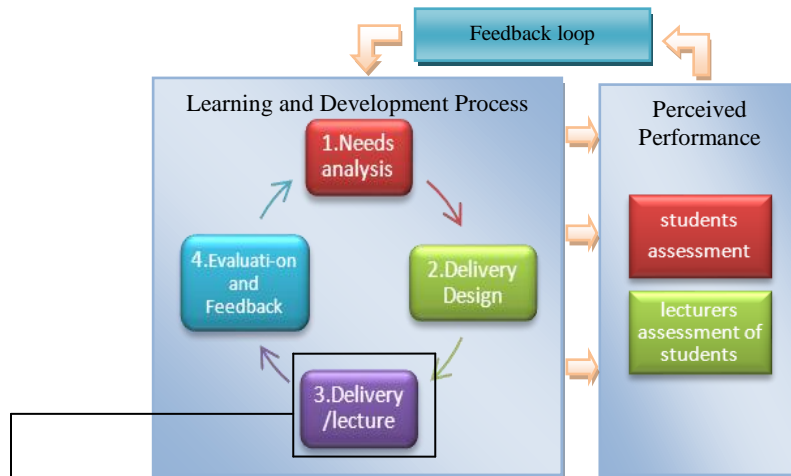 Feedback loop
Learning and Development Process
Perceived
Performance
1.Needs
analysis
2.Delivery
Design
3.Delivery
/lecture
4.Evaluati-on
and
Feedback
students
assessment
lecturers
assessment of
students